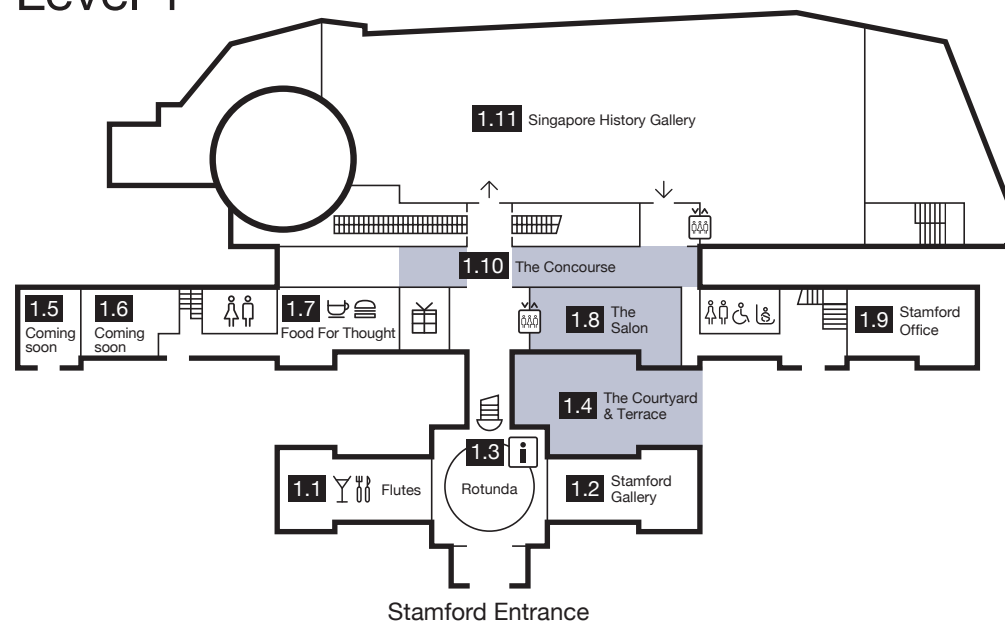 Level 1
1.11 Singapore History Gallery
1.10 The Concourse
1.5
Coming
soon
1.6
Coming
soon
1.7
Food For Thought
1.8 The
Salon
1.9 Stamford
Office
1.4 The Courtyard
& Terrace
1.3 i
Rotunda
1.1 Flutes
1.2 Stamford
Gallery
Stamford Entrance